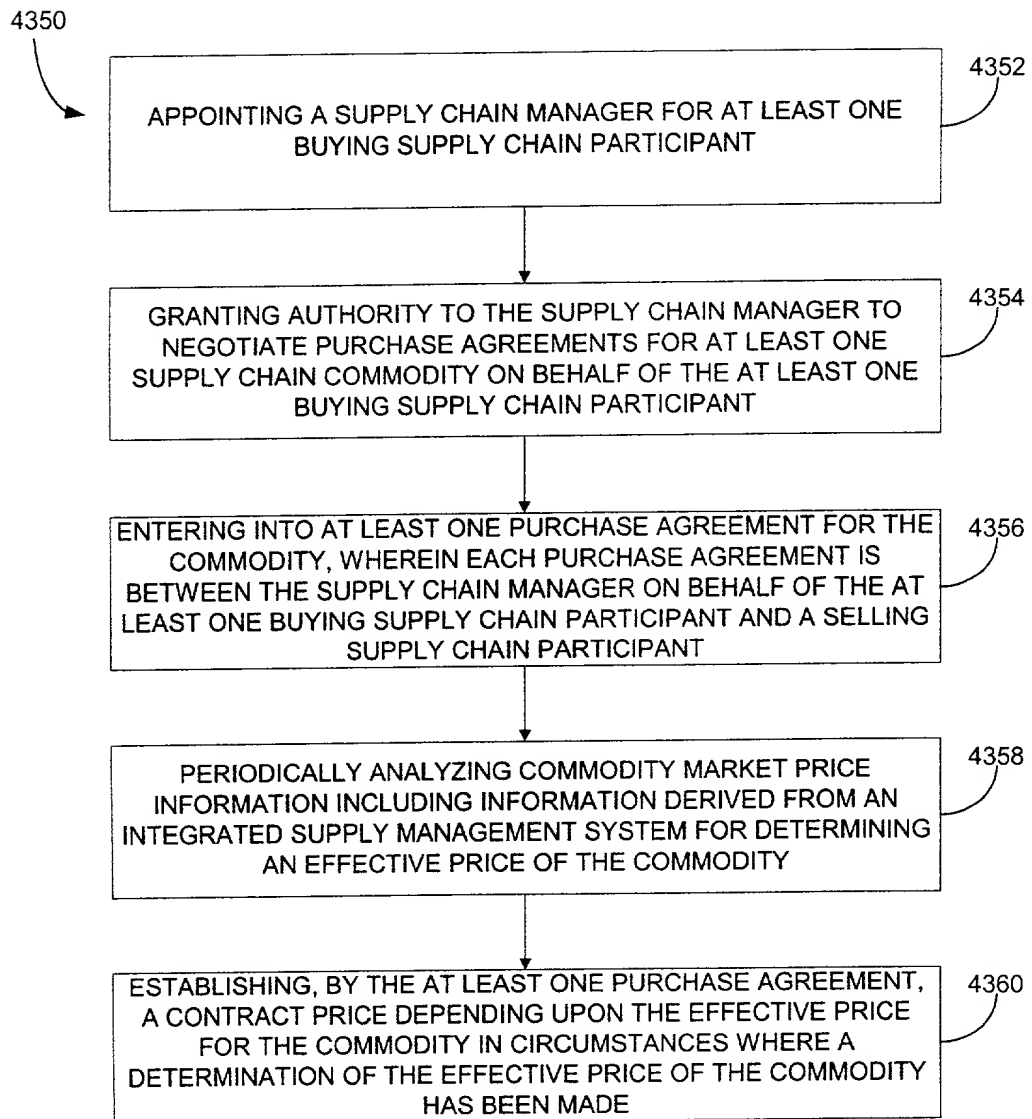 4350
4352
APPOINTING A SUPPLY CHAIN MANAGER FOR AT LEAST ONE
BUYING SUPPLY CHAIN PARTICIPANT
4354
GRANTING AUTHORITY TO THE SUPPLY CHAIN MANAGER TO
NEGOTIATE PURCHASE AGREEMENTS FOR AT LEAST ONE
SUPPLY CHAIN COMMODITY ON BEHALF OF THE AT LEAST ONE
BUYING SUPPLY CHAIN PARTICIPANT
4356
ENTERING INTO AT LEAST ONE PURCHASE AGREEMENT FOR THE
COMMODITY, WHEREIN EACH PURCHASE AGREEMENT IS
BETWEEN THE SUPPLY CHAIN MANAGER ON BEHALF OF THE AT
LEAST ONE BUYING SUPPLY CHAIN PARTICIPANT AND A SELLING
SUPPLY CHAIN PARTICIPANT
4358
PERIODICALLY ANALYZING COMMODITY MARKET PRICE
INFORMATION INCLUDING INFORMATION DERIVED FROM AN
INTEGRATED SUPPLY MANAGEMENT SYSTEM FOR DETERMINING
AN EFFECTIVE PRICE OF THE COMMODITY
4360
ESTABLISHING, BY THE AT LEAST ONE PURCHASE AGREEMENT,
A CONTRACT PRICE DEPENDING UPON THE EFFECTIVE PRICE
FOR THE COMMODITY IN CIRCUMSTANCES WHERE A
DETERMINATION OF THE EFFECTIVE PRICE OF THE COMMODITY
HAS BEEN MADE